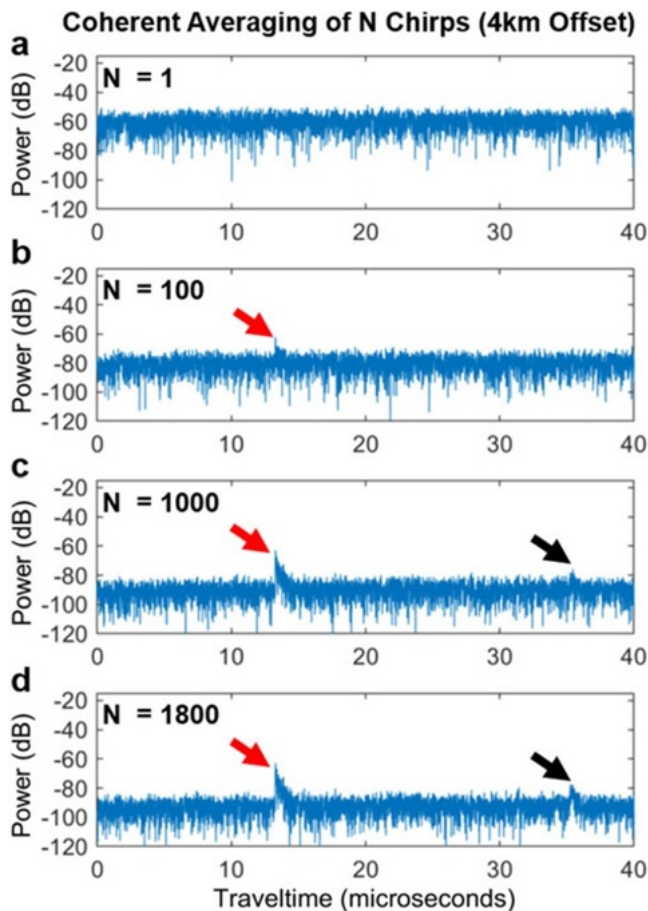 Coherent Averaging of N Chirps (4km Offset)
a
N = 1
Power (dB)
-20
-40
-60
-80
-100
-120
0 10 20 30 40
b
N = 100
Power (dB)
-20
-40
-60
-80
-100
-120
0 10 20 30 40
c
N = 1000
Power (dB)
-20
-40
-60
-80
-100
-120
0 10 20 30 40
d
N = 1800
Power (dB)
-20
-40
-60
-80
-100
-120
0 10 20 30 40
Traveltime (microseconds)